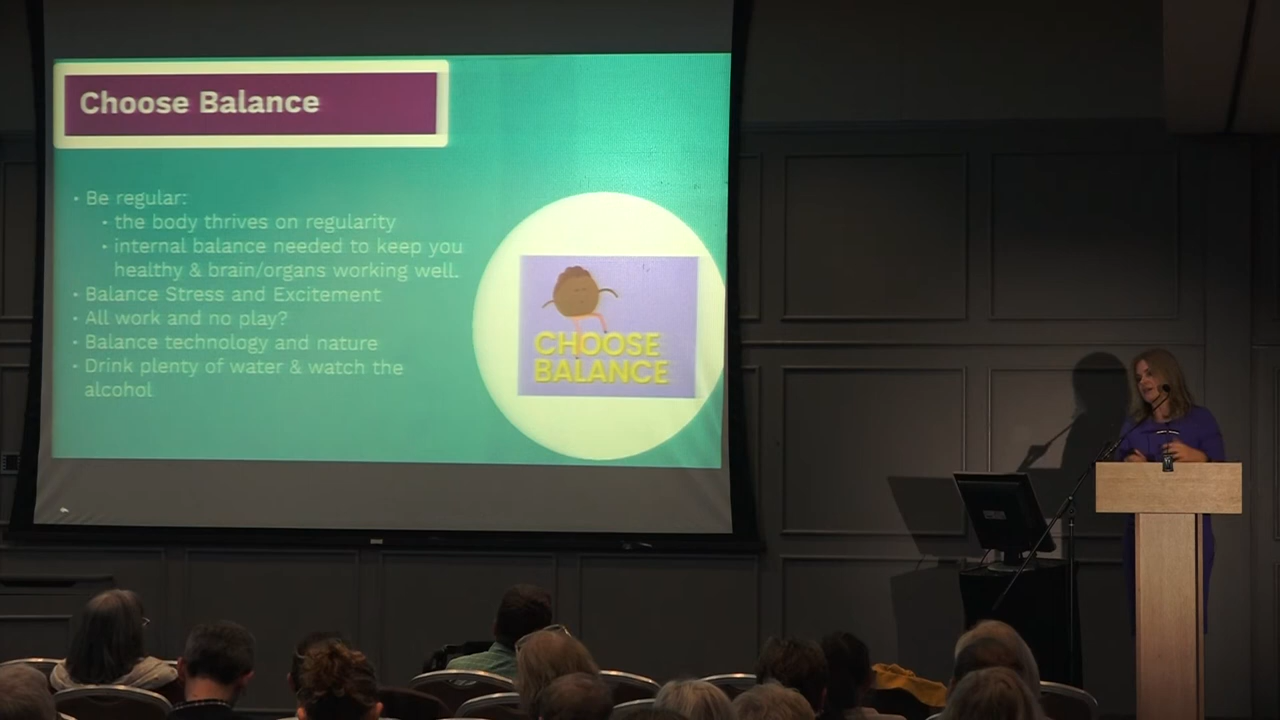 Choose Balance
• Be regular:
• the body thrives on regularity
• internal balance needed to keep you
healthy & brain/organs working well.
• Balance Stress and Excitement
• All work and no play?
• Balance technology and nature
• Drink plenty of water & watch the
alcohol
CHOOSE
BALANCE